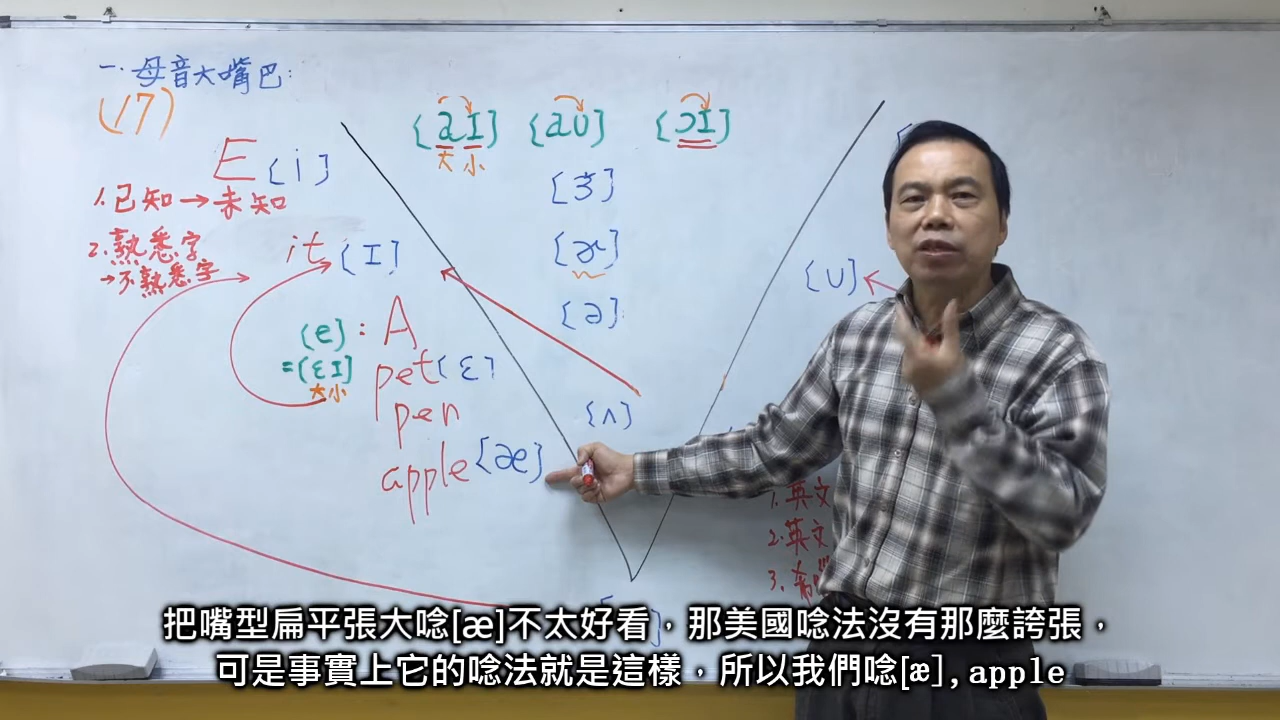 一. 母音大嘴巴:
(17)
E [i]
1. 已知→未知
2. 熟悉字
→不熟悉字
it [I]
[e] : A
=[ɛI]
大小
pet [ɛ]
pen
apple [æ]
[aI] [aU] [ɔI]
大 小
[ɝ]
[ɚ]
[ə]
[ʌ]
[U]
1. 英文
2. 英文
3.
把嘴型扁平張大唸[æ]不太好看，那美國唸法沒有那麼誇張，
可是事實上它的唸法就是這樣，所以我們唸[æ],apple